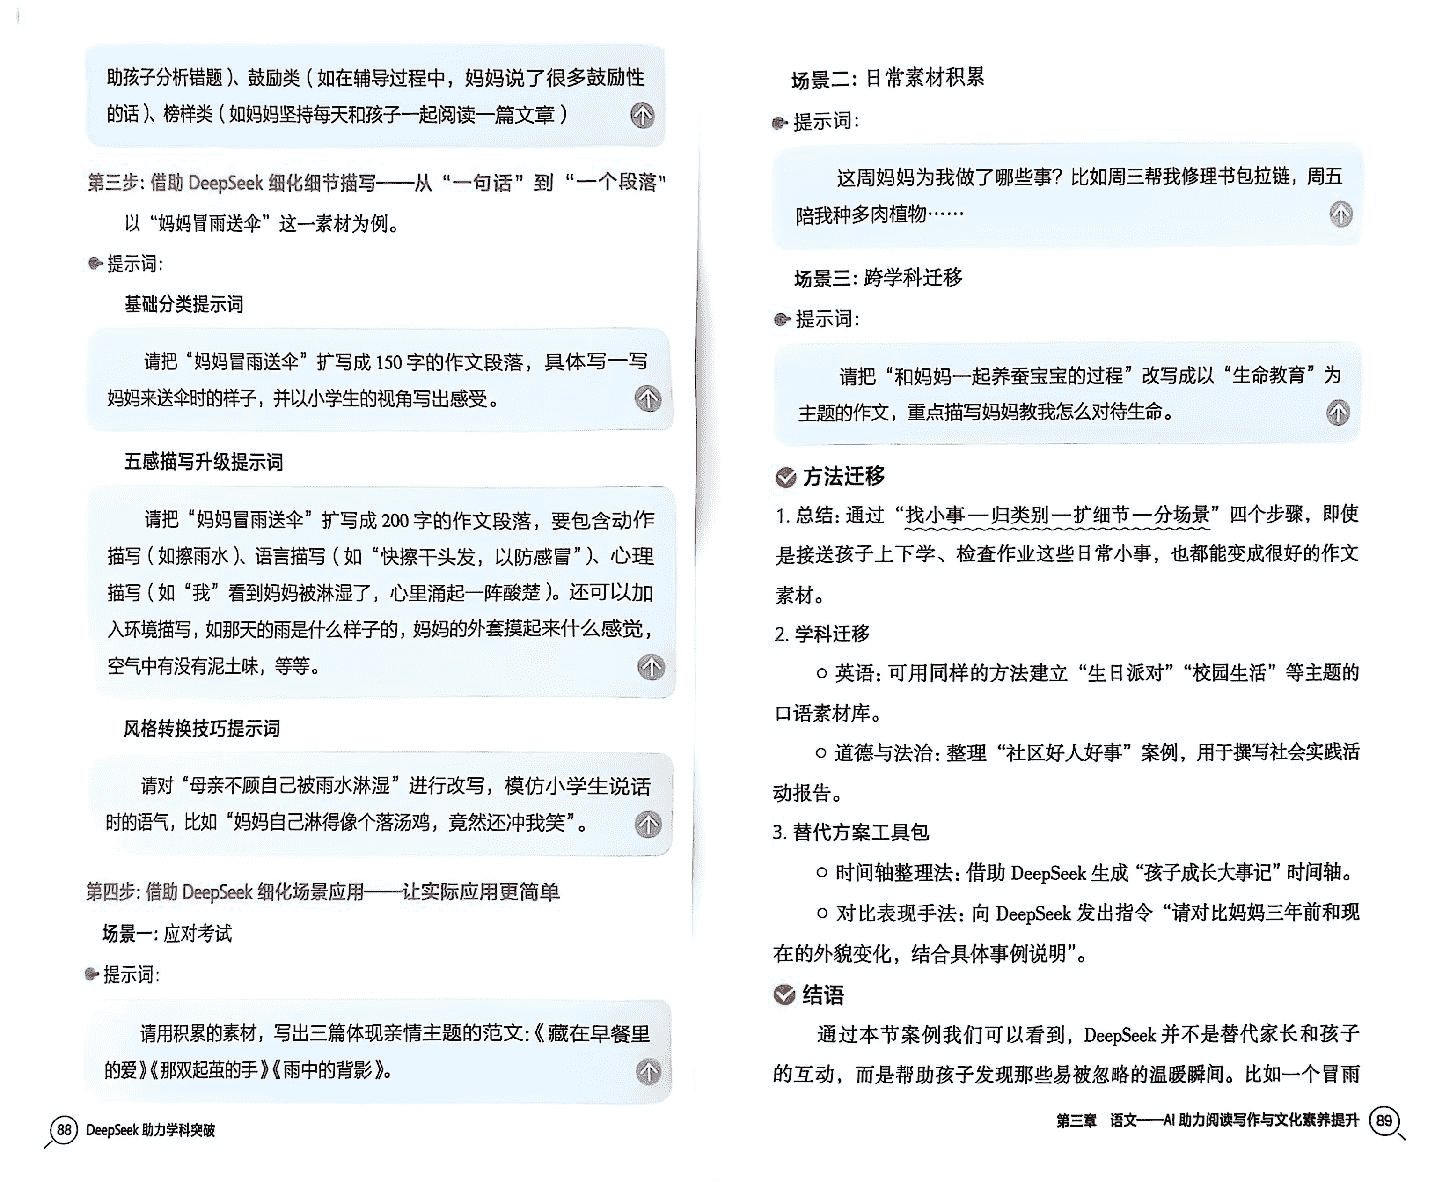 助孩子分析错题）、鼓励类（如在辅导过程中，妈妈说了很多鼓励性
的话）、榜样类（如妈妈坚持每天和孩子一起阅读一篇文章）
第三步：借助 DeepSeek 细化细节描写——从“一句话”到“一个段落”
以“妈妈冒雨送伞”这一素材为例。
提示词：
基础分类提示词
请把“妈妈冒雨送伞”扩写成 150 字的作文段落，具体写一写
妈妈来送伞时的样子，并以小学生的视角写出感受。
五感描写升级提示词
请把“妈妈冒雨送伞”扩写成 200 字的作文段落，要包含动作
描写（如擦雨水）、语言描写（如“快擦干头发，以防感冒”）、心理
描写（如“我”看到妈妈被淋湿了，心里涌起一阵酸楚）。还可以加
入环境描写，如那天的雨是什么样子的，妈妈的外套摸起来什么感觉，
空气中有没有泥土味，等等。
风格转换技巧提示词
请对“母亲不顾自己被雨水淋湿”进行改写，模仿小学生说话
时的语气，比如“妈妈自己淋得像个落汤鸡，竟然还冲我笑”。
第四步：借助 DeepSeek 细化场景应用——让实际应用更简单
场景一：应对考试
提示词：
请用积累的素材，写出三篇体现亲情主题的范文：《藏在早餐里
的爱》《那双起茧的手》《雨中的背影》。
88 DeepSeek 助力学科突破
场景二：日常素材积累
提示词：
这周妈妈为我做了哪些事？比如周三帮我修理书包拉链，周五
陪我种多肉植物……
场景三：跨学科迁移
提示词：
请把“和妈妈一起养蚕宝宝的过程”改写成以“生命教育”为
主题的作文，重点描写妈妈教我怎么对待生命。
方法迁移
1. 总结：通过“找小事—归类别—扩细节—分场景”四个步骤，即使
是接送孩子上下学、检查作业这些日常小事，也都能变成很好的作文
素材。
2. 学科迁移
○ 英语：可用同样的方法建立“生日派对”“校园生活”等主题的
口语素材库。
○ 道德与法治：整理“社区好人好事”案例，用于撰写社会实践活
动报告。
3. 替代方案工具包
○ 时间轴整理法：借助 DeepSeek 生成“孩子成长大事记”时间轴。
○ 对比表现手法：向 DeepSeek 发出指令“请对比妈妈三年前和现
在的外貌变化，结合具体事例说明”。
结语
通过本节案例我们可以看到，DeepSeek 并不是替代家长和孩子
的互动，而是帮助孩子发现那些易被忽略的温暖瞬间。比如一个冒雨
第三章 语文——AI 助力阅读写作与文化素养提升 89